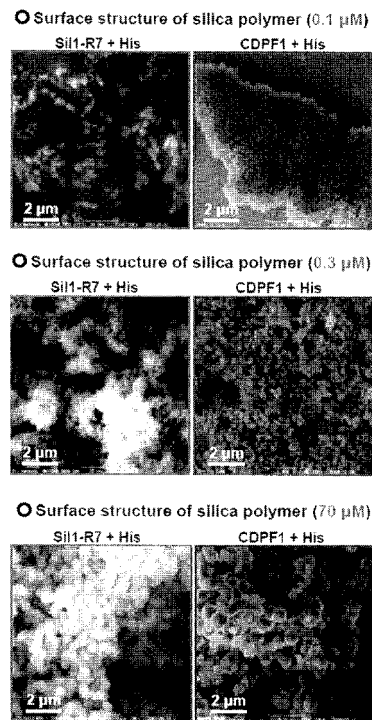 Surface structure of silica polymer (0.1 µM)
Sil1-R7 + His CDPF1 + His
2 µm 2 µm
Surface structure of silica polymer (0.3 µM)
Sil1-R7 + His CDPF1 + His
2 µm 2 µm
Surface structure of silica polymer (70 µM)
Sil1-R7 + His CDPF1 + His
2 µm 2 µm